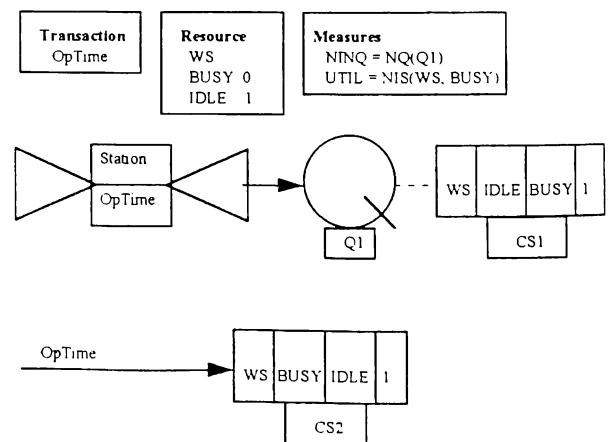 Transaction
OpTime
Resource
WS
BUSY 0
IDLE 1
Measures
NINQ = NQ(Q1)
UTIL = NIS(WS, BUSY)
Station
OpTime
Q1
WS IDLE BUSY 1
CS1
OpTime
WS BUSY IDLE 1
CS2